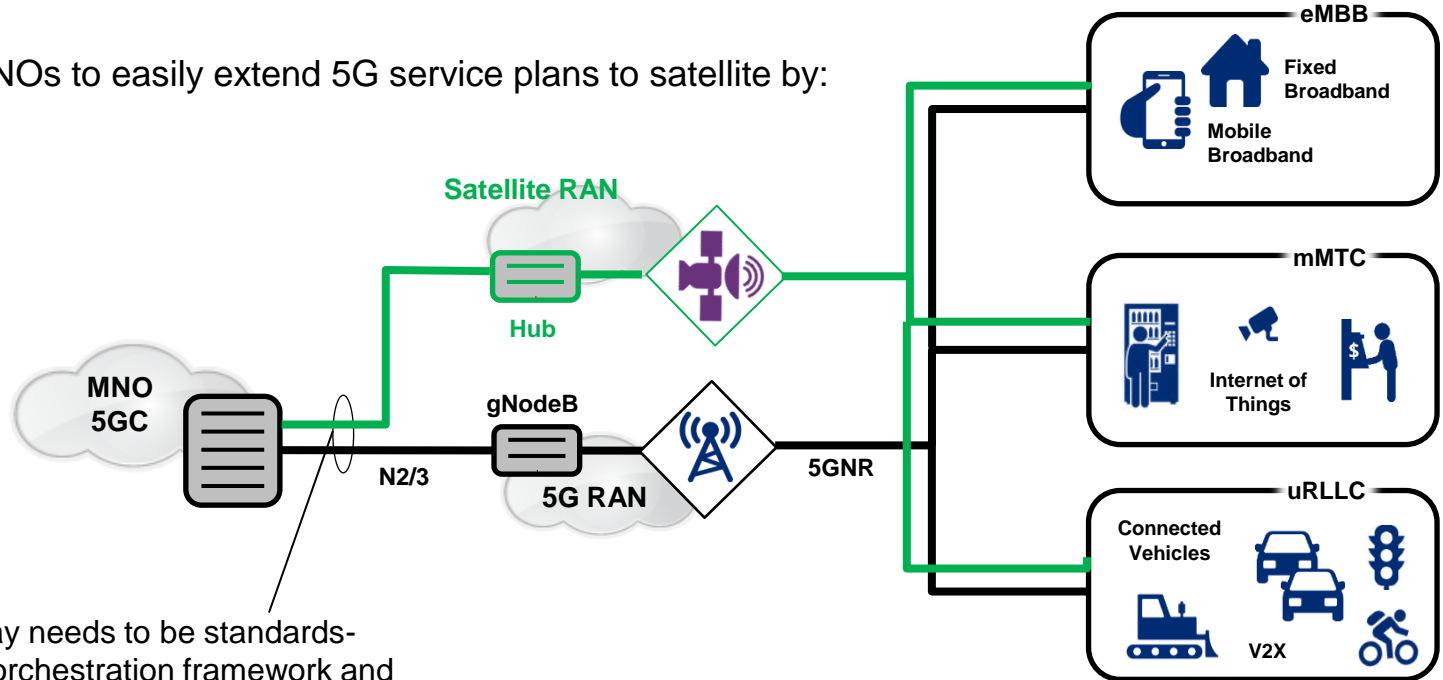 eMBB
NOs to easily extend 5G service plans to satellite by:
Fixed
Broadband
Mobile
Broadband
Satellite RAN
Hub
mMTC
Internet of
Things
$
MNO
5GC
gNodeB
N2/3
5G RAN
5GNR
uRLLC
Connected
Vehicles
V2X
ay needs to be standards-
orchestration framework and